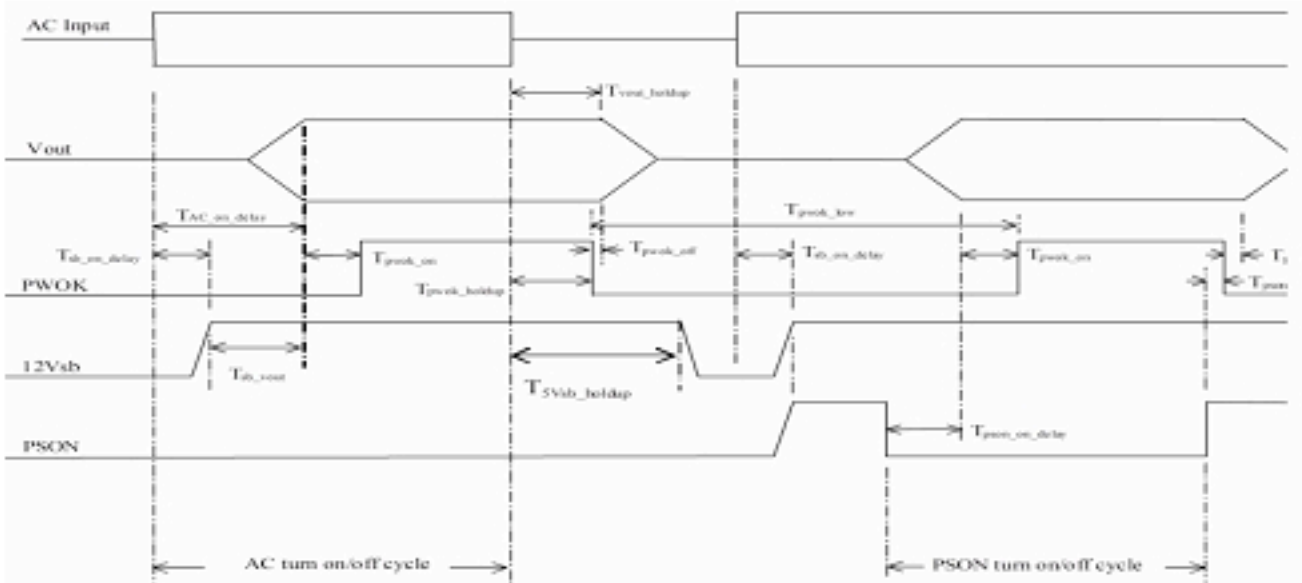 AC Input
Tvout_holdup
Vout
TAC_on_delay
Tpwok_low
Tsb_on_delay
Tpwok_on
Tpwok_off
Tsb_on_delay
Tpwok_on
PWOK
Tpwok_holdup
12Vsb
Tsb_vout
T5Vsb_holdup
PSON
Tpson_on_delay
AC turn on/off cycle
PSON turn on/off cycle